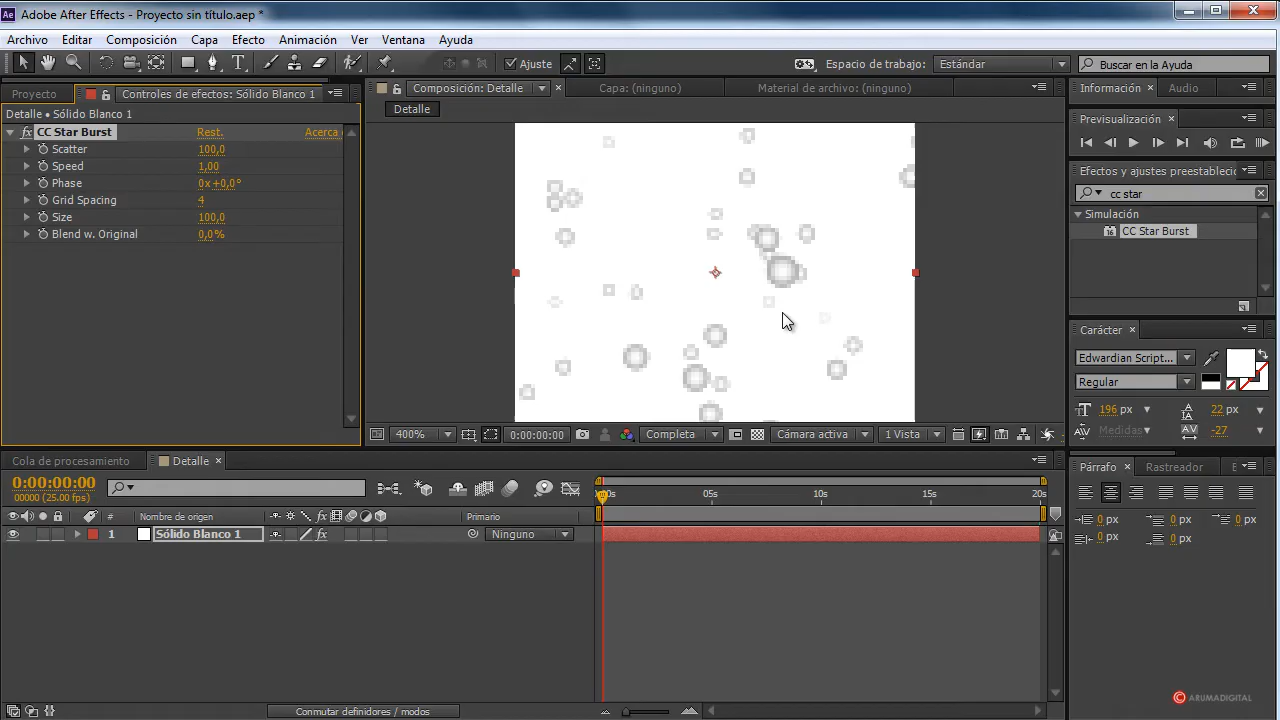 Adobe After Effects - Proyecto sin título.aep *
Archivo Editar Composición Capa Efecto Animación Ver Ventana Ayuda
Ajuste Espacio de trabajo: Estándar Buscar en la Ayuda
Proyecto Controles de efectos: Sólido Blanco 1
Detalle • Sólido Blanco 1
fx CC Star Burst Rest. Acerca
Scatter 100,0
Speed 1,00
Phase 0x+0,0°
Grid Spacing 4
Size 100,0
Blend w. Original 0,0%
Composición: Detalle Capa: (ninguno) Material de archivo: (ninguno)
Detalle
400% 0:00:00:00 Completa Cámara activa 1 Vista
Información Audio
Previsualización
Efectos y ajustes preestablecid
cc star
Simulación
CC Star Burst
Carácter
Edwardian Script...
Regular
196 px 22 px
Medidas -27
Párrafo Rastreador E
0 px 0 px 0 px
0 px 0 px
Cola de procesamiento Detalle
0:00:00:00
00000 (25.00 fps)
# Nombre de origen fx Primario
1 Sólido Blanco 1 fx Ninguno
05s 10s 15s 20s
Conmutar definidores / modos
© ARUMADIGITAL